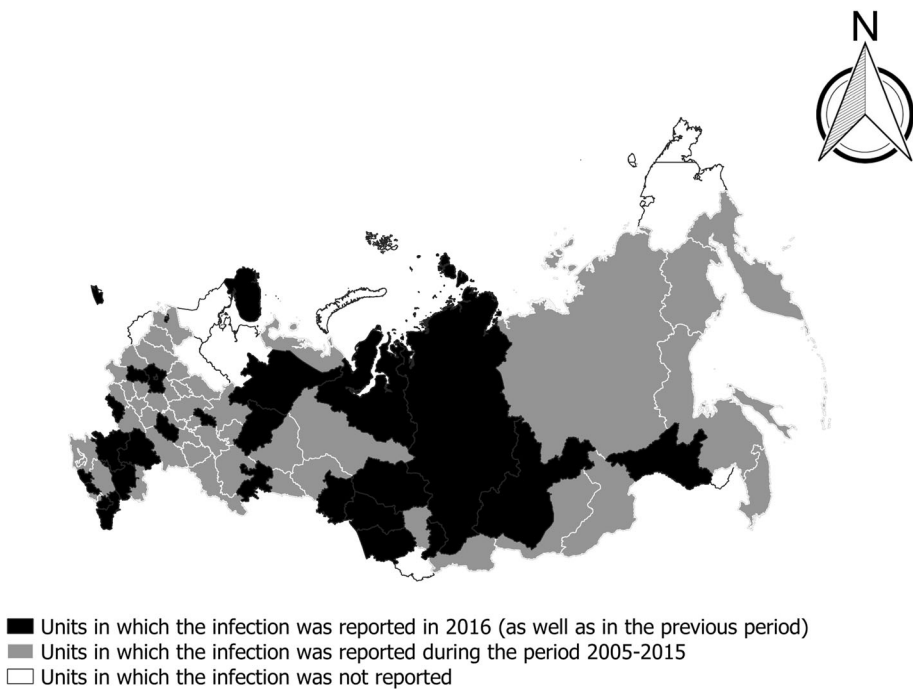 N
Units in which the infection was reported in 2016 (as well as in the previous period)
Units in which the infection was reported during the period 2005-2015
Units in which the infection was not reported